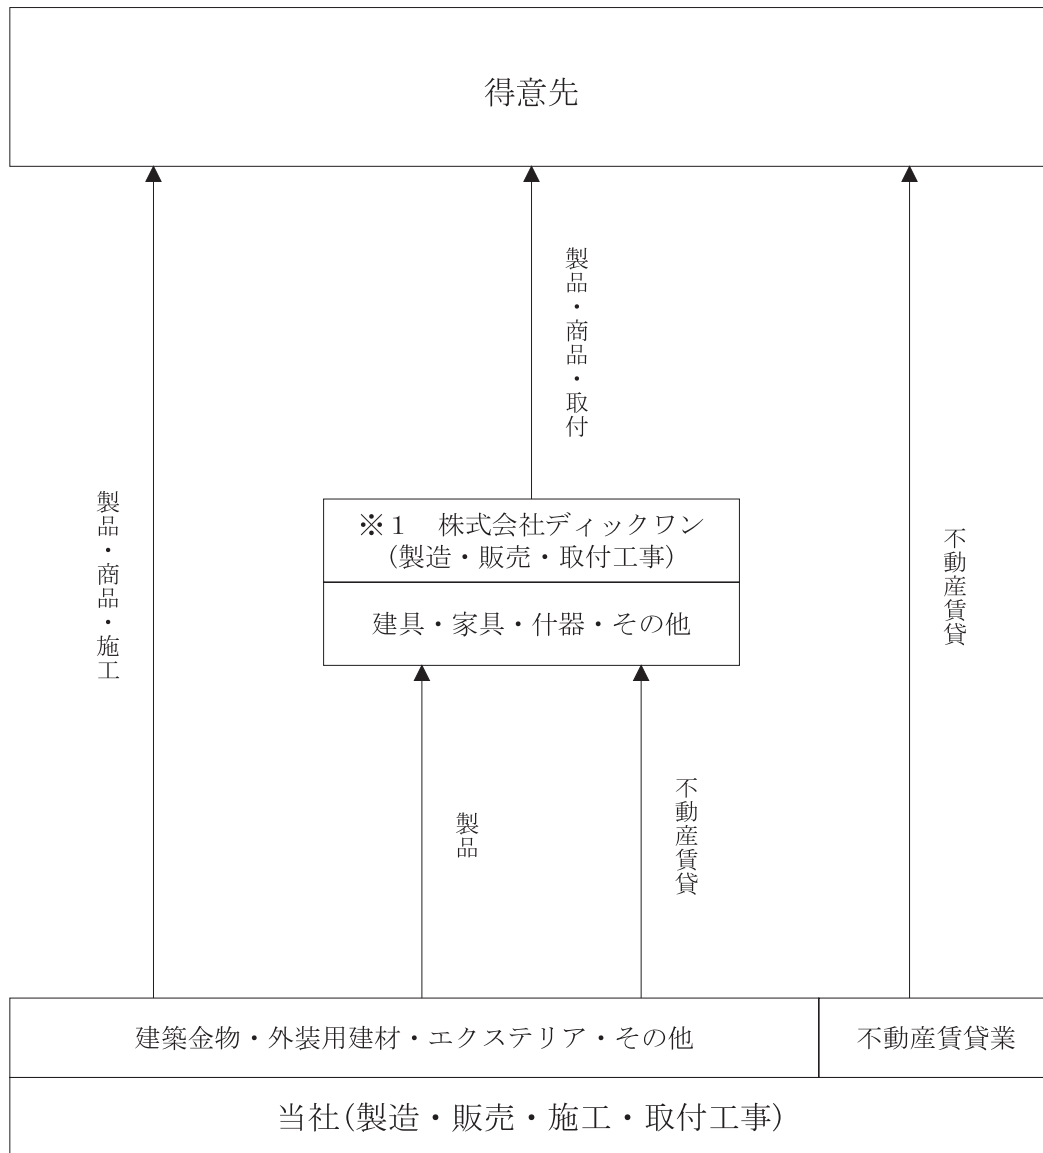 得意先
製品・商品・取付
製品・商品・施工
※１　株式会社ディックワン
(製造・販売・取付工事)
建具・家具・什器・その他
不動産賃貸
製品
不動産賃貸
建築金物・外装用建材・エクステリア・その他
不動産賃貸業
当社(製造・販売・施工・取付工事)